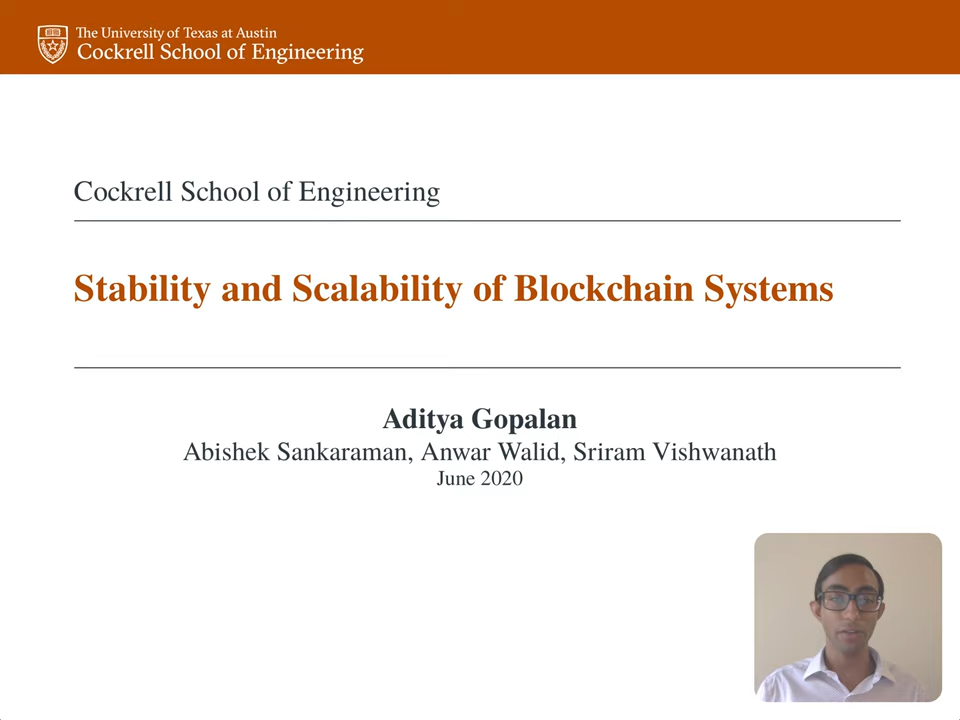 The University of Texas at Austin
Cockrell School of Engineering
Cockrell School of Engineering
Stability and Scalability of Blockchain Systems
Aditya Gopalan
Abishek Sankaraman, Anwar Walid, Sriram Vishwanath
June 2020